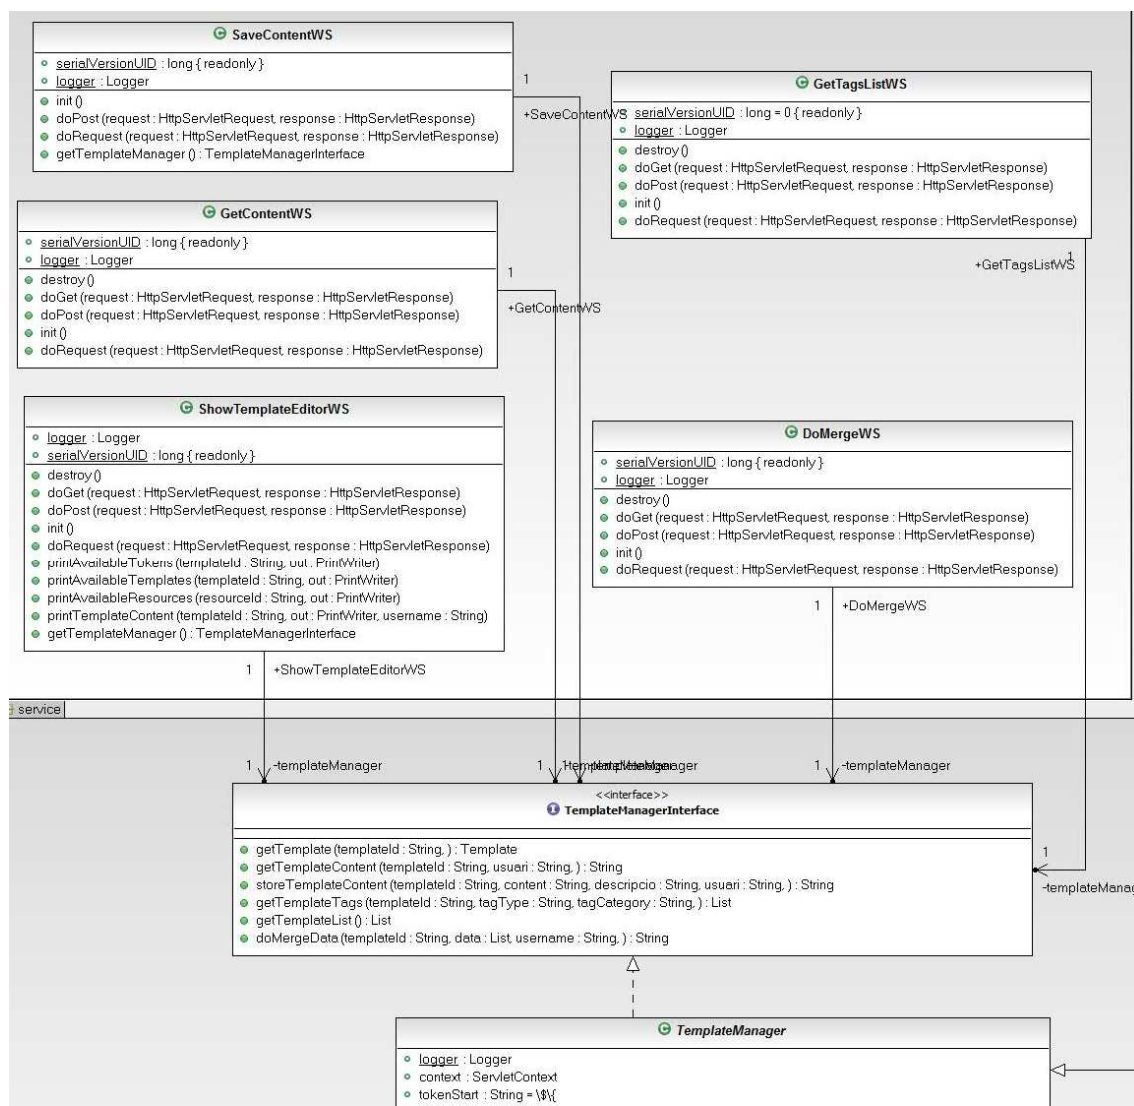 SaveContentWS
serialVersionUID : long { readonly }
logger : Logger
init ()
doPost (request : HttpServletRequest, response : HttpServletResponse)
doRequest (request : HttpServletRequest, response : HttpServletResponse)
getTemplateManager () : TemplateManagerInterface
1
+SaveContentWS
GetTagsListWS
serialVersionUID : long = 0 { readonly }
logger : Logger
destroy ()
doGet (request : HttpServletRequest, response : HttpServletResponse)
doPost (request : HttpServletRequest, response : HttpServletResponse)
init ()
doRequest (request : HttpServletRequest, response : HttpServletResponse)
1
+GetTagsListWS
GetContentWS
serialVersionUID : long { readonly }
logger : Logger
destroy ()
doGet (request : HttpServletRequest, response : HttpServletResponse)
doPost (request : HttpServletRequest, response : HttpServletResponse)
init ()
doRequest (request : HttpServletRequest, response : HttpServletResponse)
1
+GetContentWS
ShowTemplateEditorWS
logger : Logger
serialVersionUID : long { readonly }
destroy ()
doGet (request : HttpServletRequest, response : HttpServletResponse)
doPost (request : HttpServletRequest, response : HttpServletResponse)
init ()
doRequest (request : HttpServletRequest, response : HttpServletResponse)
printAvailableTokens (templateId : String, out : PrintWriter)
printAvailableTemplates (templateId : String, out : PrintWriter)
printAvailableResources (resourceId : String, out : PrintWriter)
printTemplateContent (templateId : String, out : PrintWriter, username : String)
getTemplateManager () : TemplateManagerInterface
1 +ShowTemplateEditorWS
DoMergeWS
serialVersionUID : long { readonly }
logger : Logger
destroy ()
doGet (request : HttpServletRequest, response : HttpServletResponse)
doPost (request : HttpServletRequest, response : HttpServletResponse)
init ()
doRequest (request : HttpServletRequest, response : HttpServletResponse)
1 +DoMergeWS
service
1 -templateManager
1
1 -templateManager
<<interface>>
TemplateManagerInterface
getTemplate (templateId : String, ) : Template
getTemplateContent (templateId : String, usuari : String, ) : String
storeTemplateContent (templateId : String, content : String, descripcio : String, usuari : String, ) : String
getTemplateTags (templateId : String, tagType : String, tagCategory : String, ) : List
getTemplateList () : List
doMergeData (templateId : String, data : List, username : String, ) : String
1
-templateManag
TemplateManager
logger : Logger
context : ServletContext
tokenStart : String = \$\{